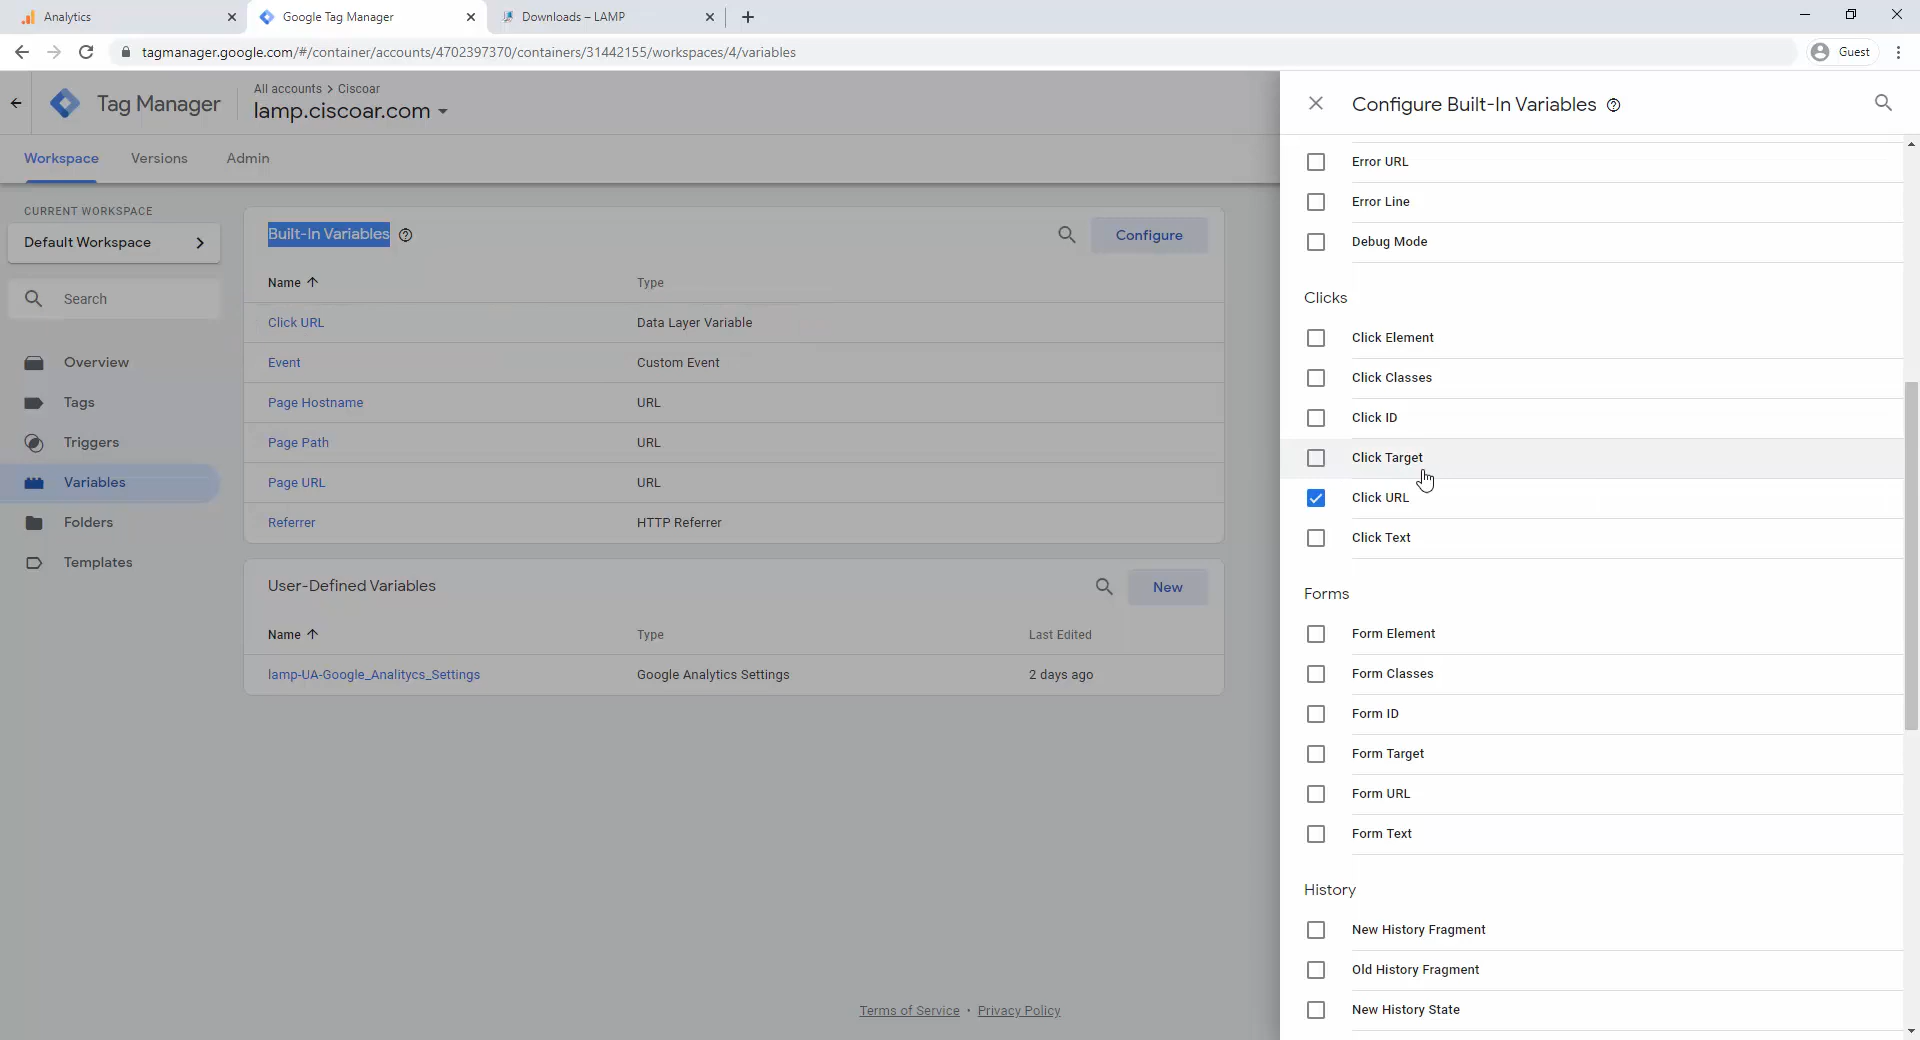 Analytics
Google Tag Manager
Downloads – LAMP
tagmanager.google.com/#/container/accounts/4702397370/containers/31442155/workspaces/4/variables
Guest
Tag Manager
All accounts > Ciscoar
lamp.ciscoar.com
Workspace
Versions
Admin
CURRENT WORKSPACE
Default Workspace
Search
Overview
Tags
Triggers
Variables
Folders
Templates
Built-In Variables
Configure
Name Type
Click URL Data Layer Variable
Event Custom Event
Page Hostname URL
Page Path URL
Page URL URL
Referrer HTTP Referrer
User-Defined Variables
New
Name Type Last Edited
lamp-UA-Google_Analitycs_Settings Google Analytics Settings 2 days ago
Terms of Service • Privacy Policy
Configure Built-In Variables
Error URL
Error Line
Debug Mode
Clicks
Click Element
Click Classes
Click ID
Click Target
Click URL
Click Text
Forms
Form Element
Form Classes
Form ID
Form Target
Form URL
Form Text
History
New History Fragment
Old History Fragment
New History State